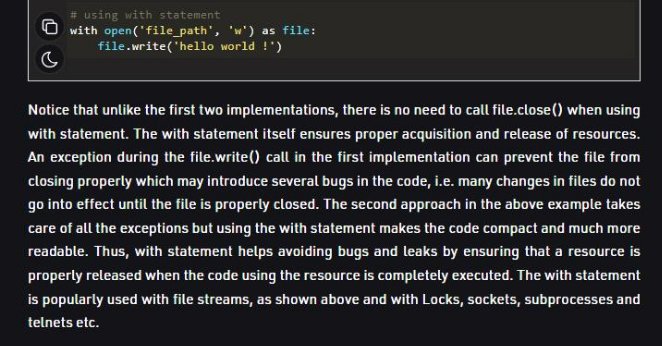 # using with statement
with open('file_path', 'w') as file:
    file.write('hello world !')
Notice that unlike the first two implementations, there is no need to call file.close() when using
with statement. The with statement itself ensures proper acquisition and release of resources.
An exception during the file.write() call in the first implementation can prevent the file from
closing properly which may introduce several bugs in the code, i.e. many changes in files do not
go into effect until the file is properly closed. The second approach in the above example takes
care of all the exceptions but using the with statement makes the code compact and much more
readable. Thus, with statement helps avoiding bugs and leaks by ensuring that a resource is
properly released when the code using the resource is completely executed. The with statement
is popularly used with file streams, as shown above and with Locks, sockets, subprocesses and
telnets etc.